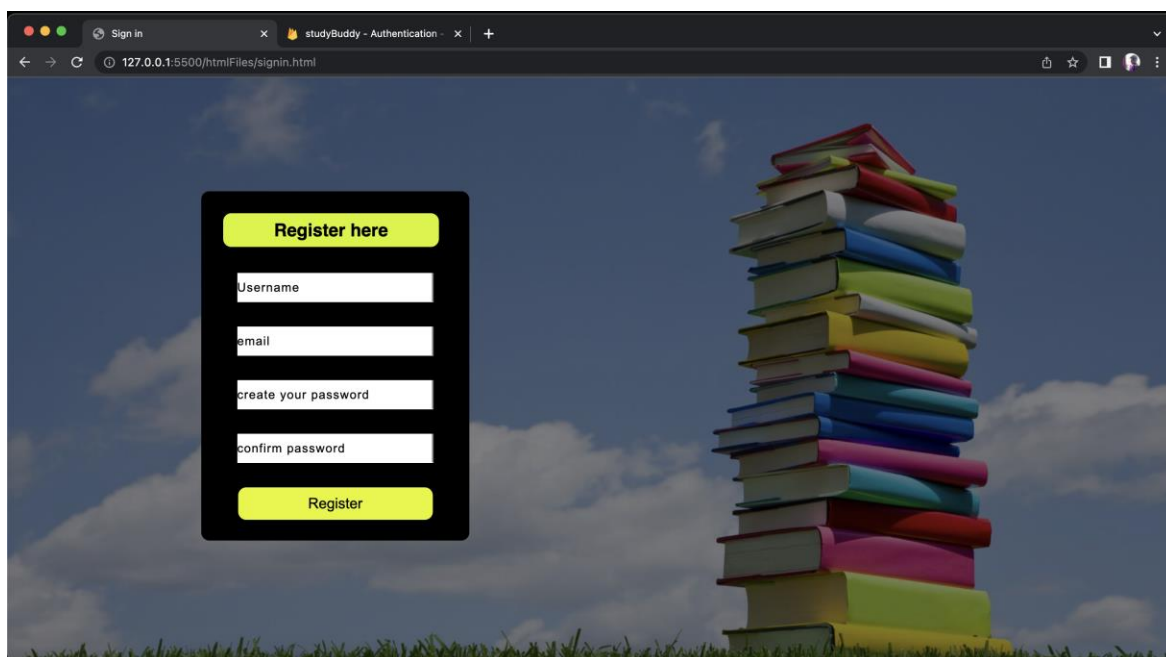 Sign in
studyBuddy - Authentication -
127.0.0.1:5500/htmlFiles/signin.html
Register here
Username
email
create your password
confirm password
Register